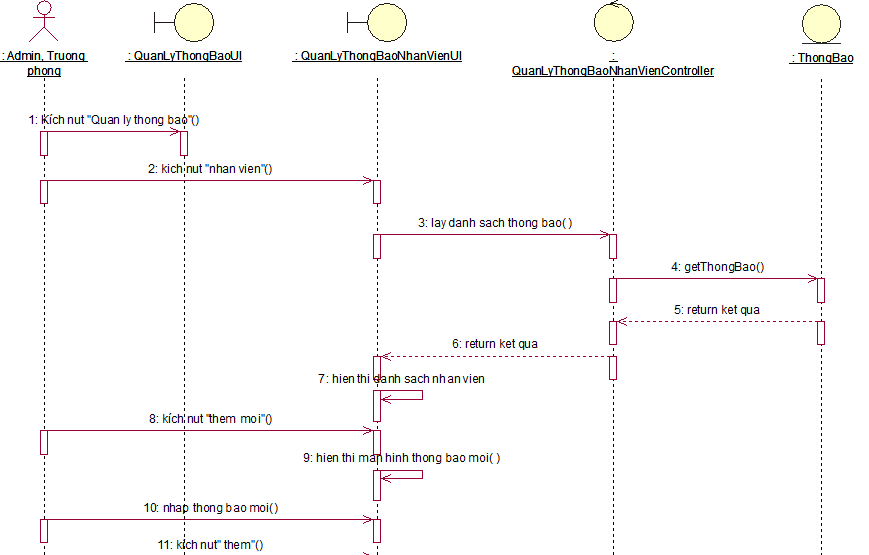 : Admin, Truong
phong
: QuanLyThongBaoUI
: QuanLyThongBaoNhanVienUI
:
QuanLyThongBaoNhanVienController
: ThongBao
1: Kích nut "Quan ly thong bao"()
2: kich nut "nhan vien"()
3: lay danh sach thong bao( )
4: getThongBao()
5: return ket qua
6: return ket qua
7: hien thi danh sach nhan vien
8: kích nut "them moi"()
9: hien thi man hinh thong bao moi( )
10: nhap thong bao moi( )
11: kích nut" them"()